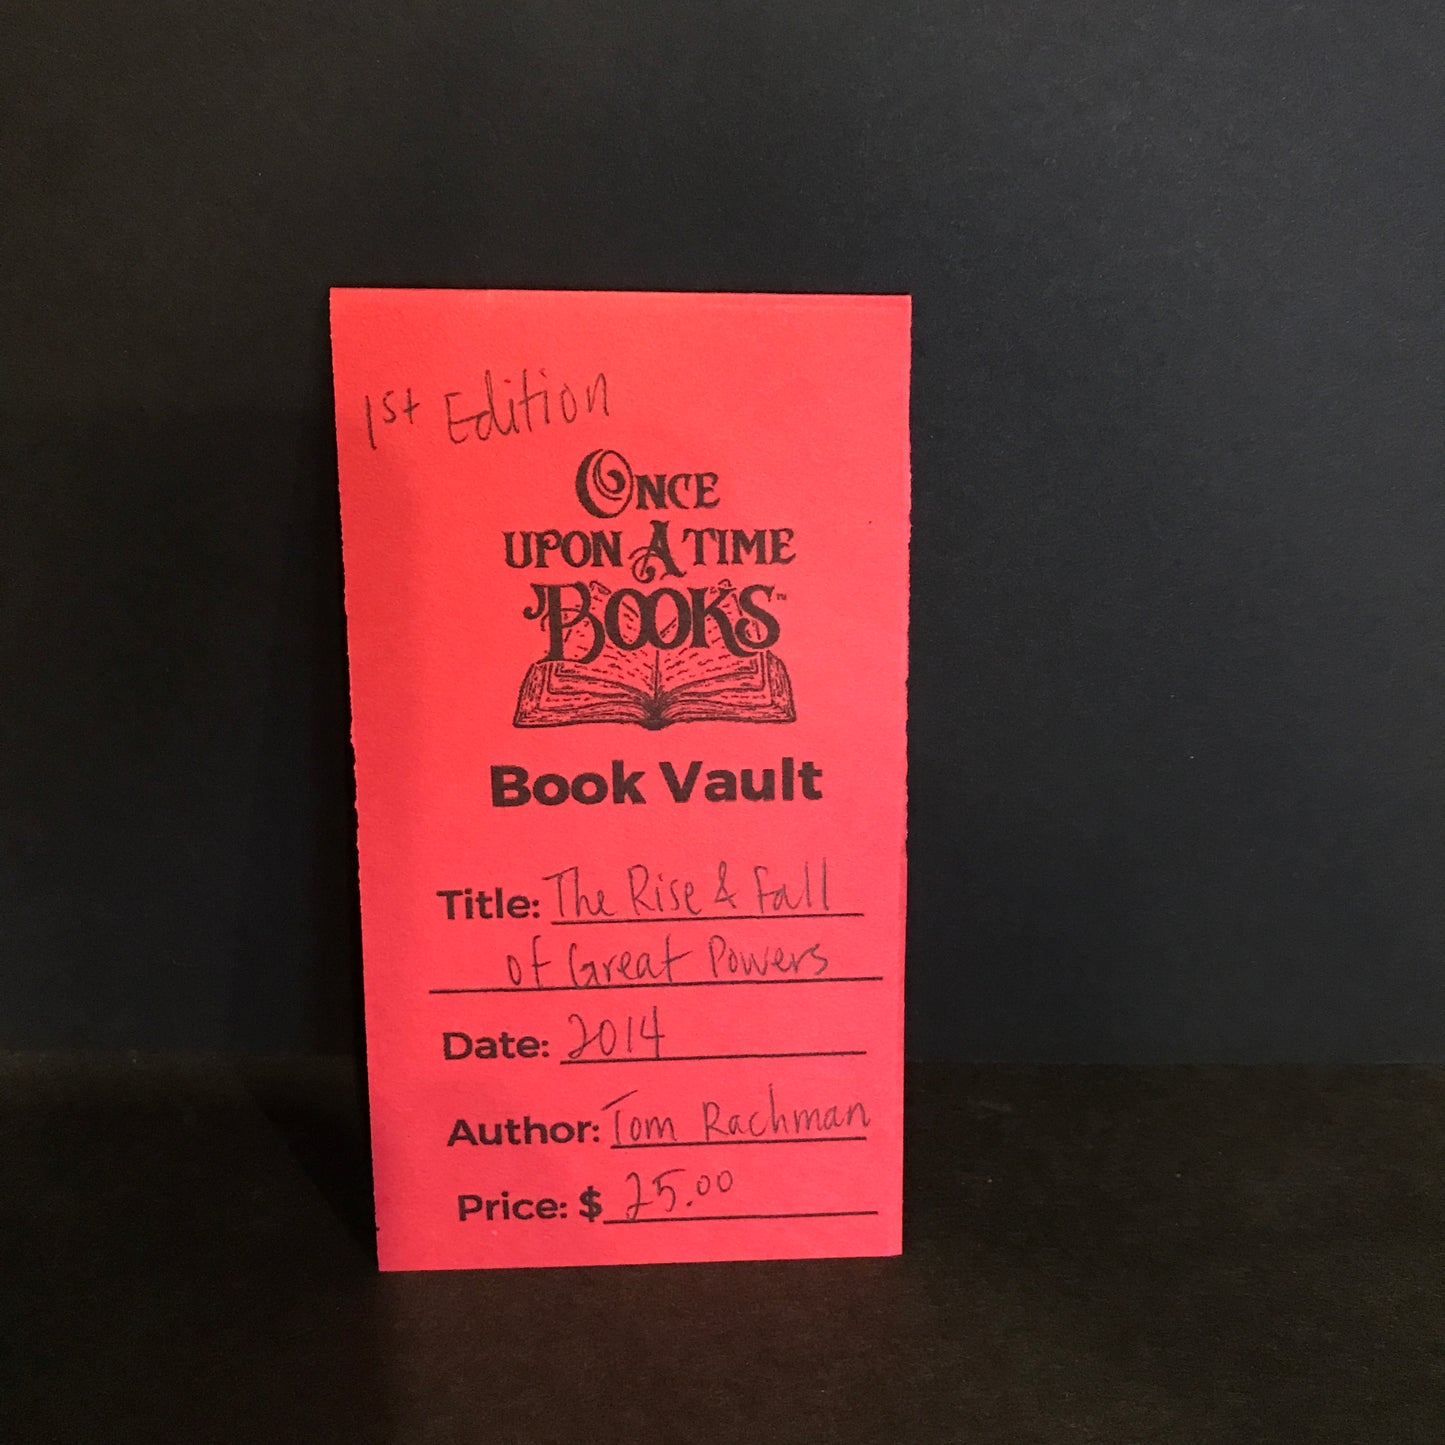 1st Edition
ONCE
UPON A TIME
BOOKS™
Book Vault
Title: The Rise & Fall
of Great Powers
Date: 2014
Author: Tom Rachman
Price: $ 25.00